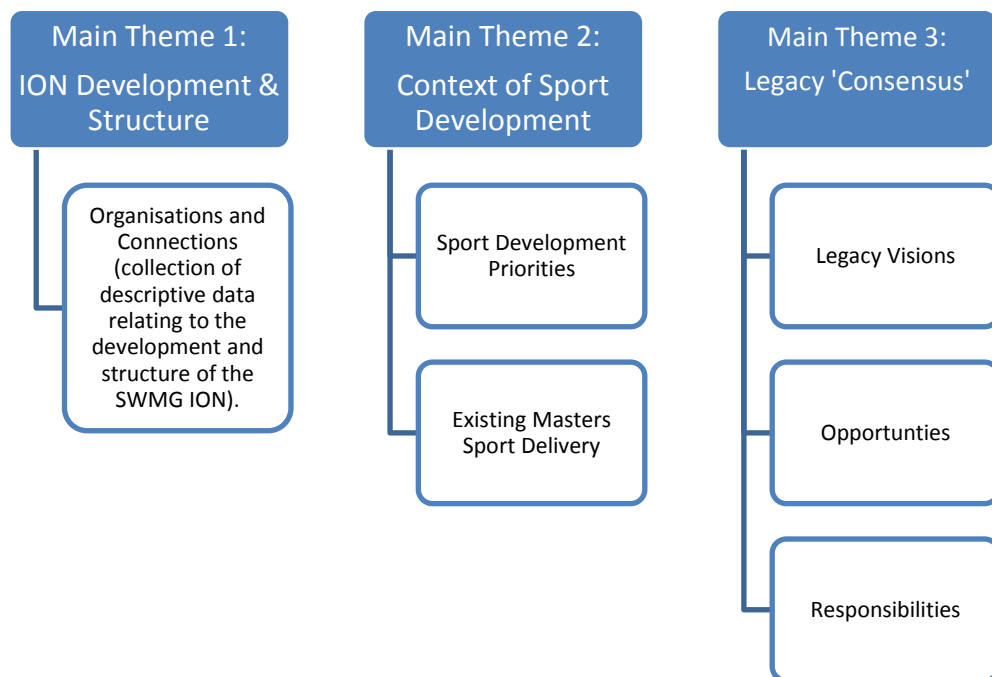 Main Theme 1:
ION Development &
Structure
Organisations and
Connections
(collection of
descriptive data
relating to the
development and
structure of the
SWMG ION).
Main Theme 2:
Context of Sport
Development
Sport Development
Priorities
Existing Masters
Sport Delivery
Main Theme 3:
Legacy 'Consensus'
Legacy Visions
Opportunties
Responsibilities